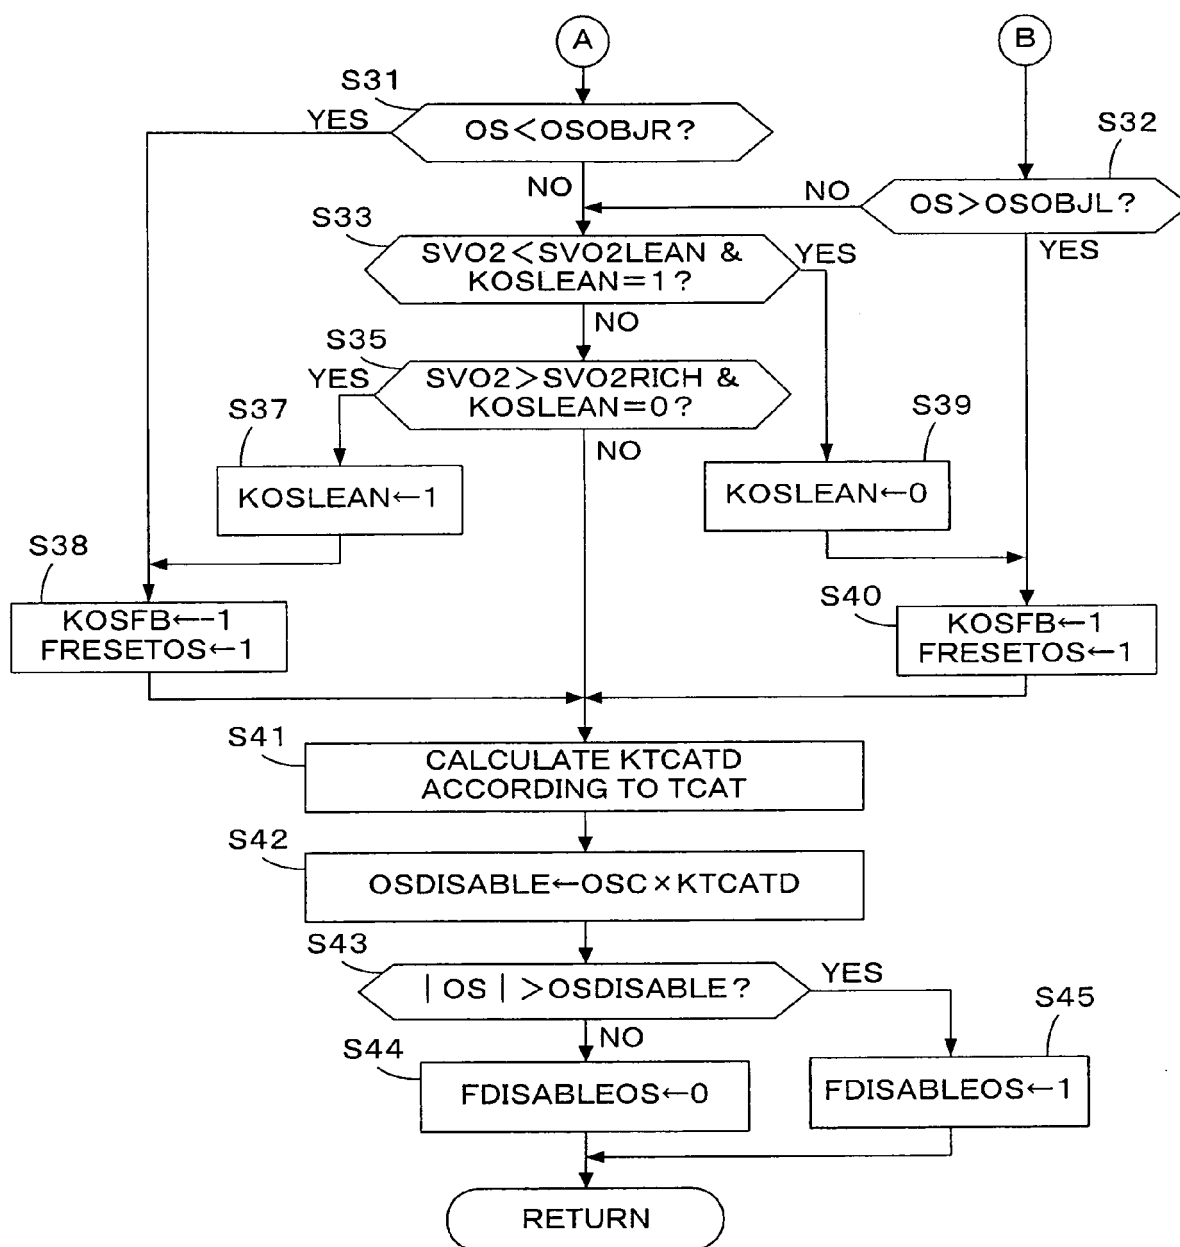 A
B
S31
YES
OS<OSOBJR?
S32
NO
NO
OS>OSOBJL?
S33
YES
SVO2<SVO2LEAN &
KOSLEAN=1?
YES
NO
S35
YES
SVO2>SVO2RICH &
KOSLEAN=0?
S37
S39
NO
KOSLEAN←1
KOSLEAN←0
S38
S40
KOSFB←-1
FRESETOS←1
KOSFB←1
FRESETOS←1
S41
CALCULATE KTCATD
ACCORDING TO TCAT
S42
OSDISABLE←OSC×KTCATD
S43
|OS|>OSDISABLE?
YES
S45
NO
S44
FDISABLEOS←0
FDISABLEOS←1
RETURN